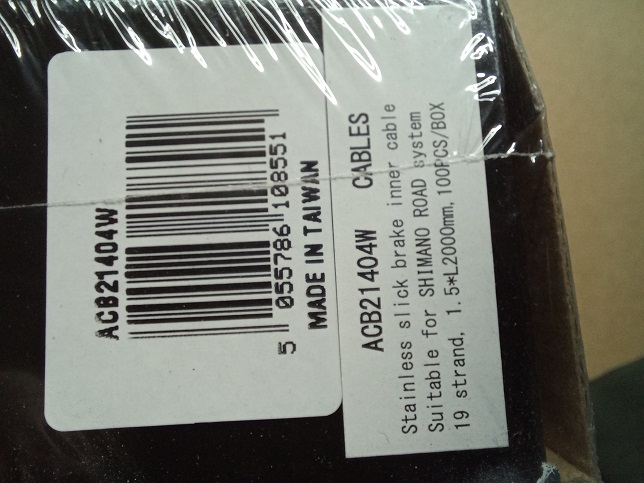 ACB21404W
5 055786 108551
MADE IN TAIWAN
ACB21404W CABLES
Stainless slick brake inner cable
Suitable for SHIMANO ROAD system
19 strand, 1.5*L2000mm, 100PCS/BOX